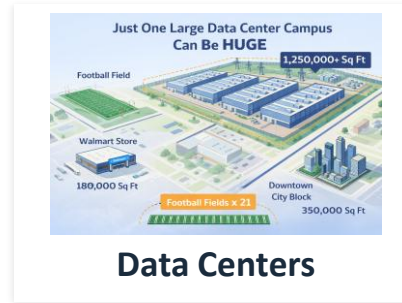 Just One Large Data Center Campus
Can Be HUGE
1,250,000+ Sq Ft
Football Field
Walmart Store
180,000 Sq Ft
Downtown
City Block
350,000 Sq Ft
Football Fields x 21
Data Centers